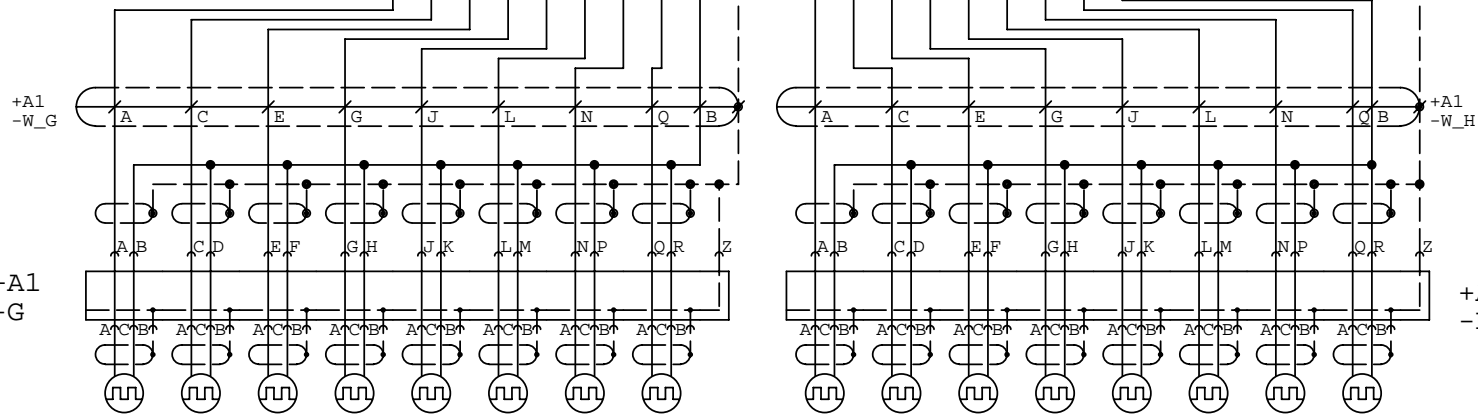 +A1
-W_G
A C E G J L N Q B
A C E G J L N Q B
+A1
-W_H
A B C D E F G H J K L M N P Q R Z
A B C D E F G H J K L M N P Q R Z
+A1
-G
A C B A C B A C B A C B A C B A C B A C B A C B
A C B A C B A C B A C B A C B A C B A C B A C B